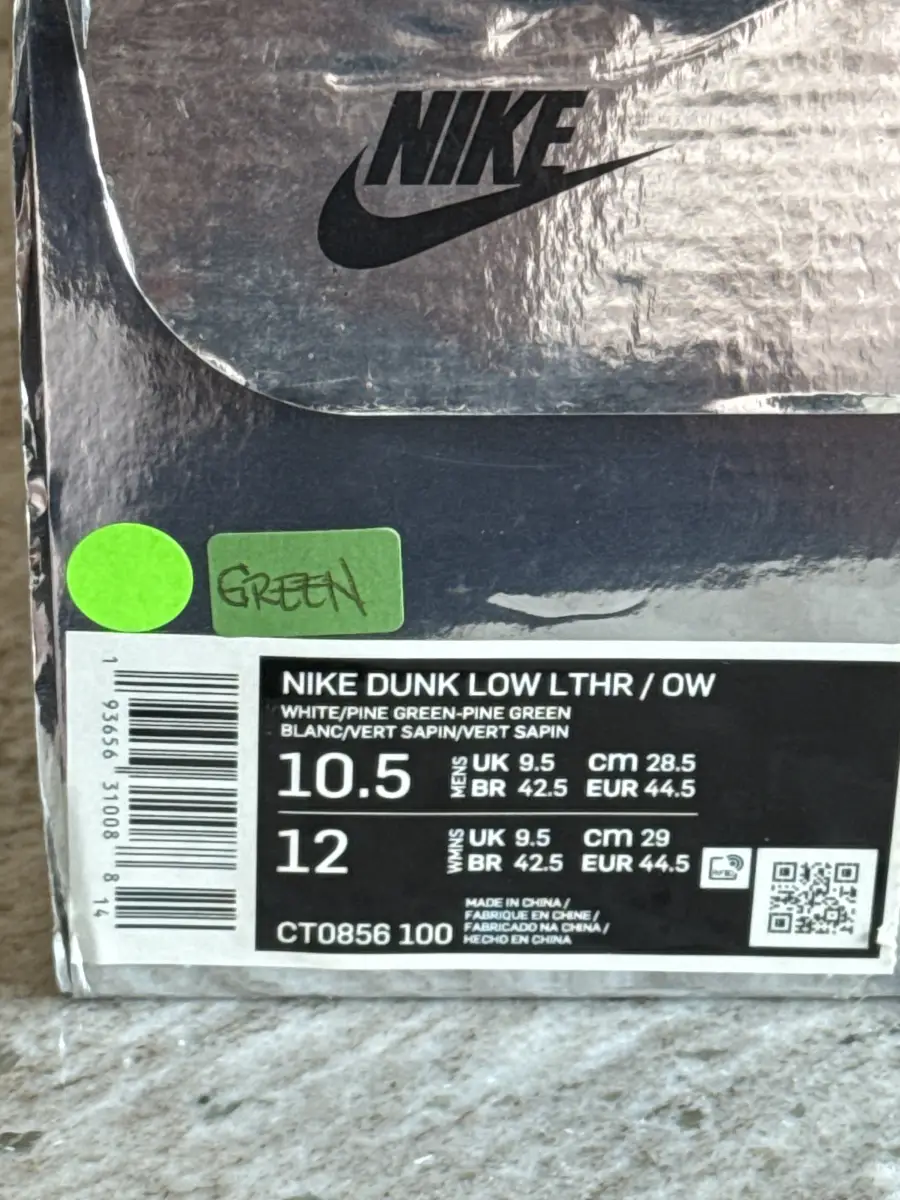 NIKE
GREEN
1 93656 31008 8 14
NIKE DUNK LOW LTHR / OW
WHITE/PINE GREEN-PINE GREEN
BLANC/VERT SAPIN/VERT SAPIN
10.5 MENS UK 9.5 cm 28.5
BR 42.5 EUR 44.5
12 WMNS UK 9.5 cm 29
BR 42.5 EUR 44.5
CT0856 100
MADE IN CHINA /
FABRIQUE EN CHINE /
FABRICADO NA CHINA /
HECHO EN CHINA